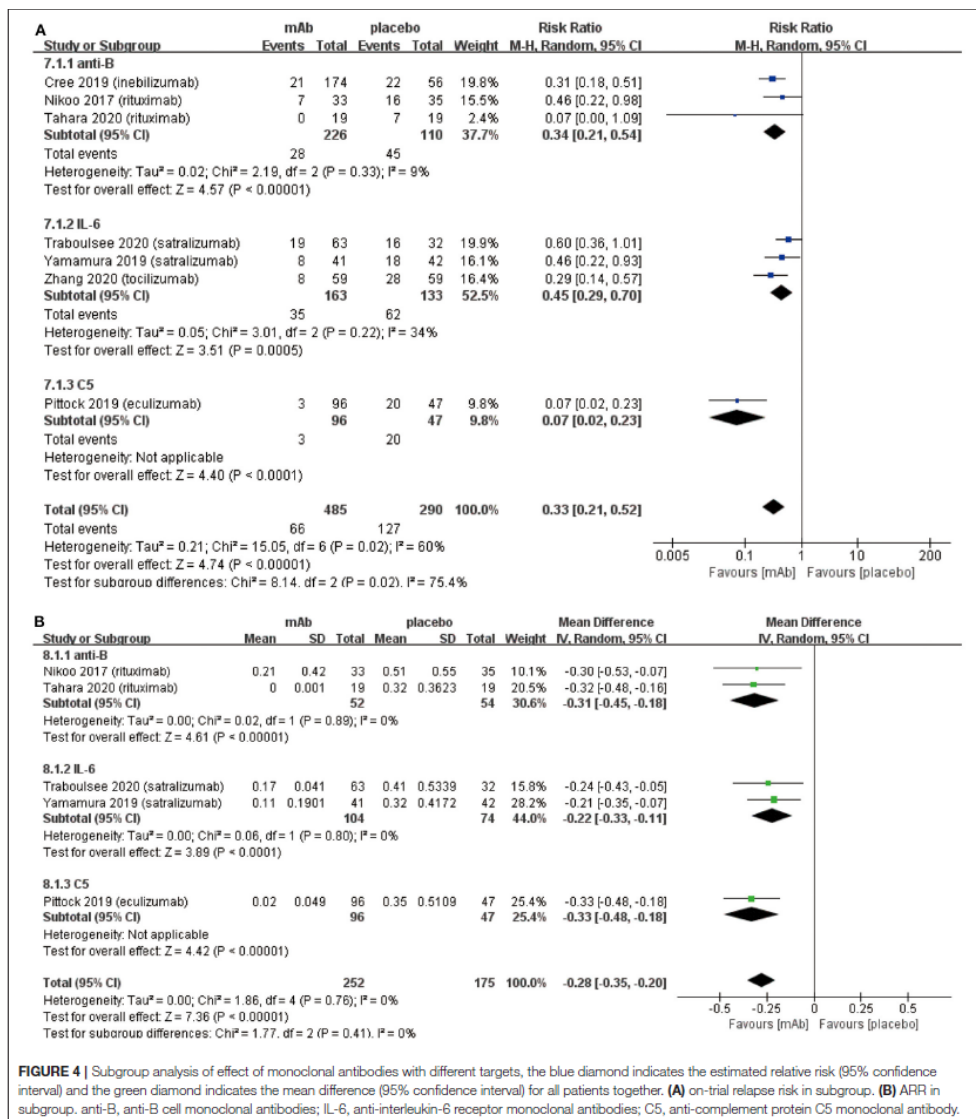 A
mAb placebo Risk Ratio Risk Ratio
Study or Subgroup Events Total Events Total Weight M-H, Random, 95% CI M-H, Random, 95% CI
7.1.1 anti-B
Cree 2019 (inebilizumab) 21 174 22 56 19.8% 0.31 [0.18, 0.51]
Nikoo 2017 (rituximab) 7 33 16 35 15.5% 0.46 [0.22, 0.98]
Tahara 2020 (rituximab) 0 19 7 19 2.4% 0.07 [0.00, 1.09]
Subtotal (95% CI) 226 110 37.7% 0.34 [0.21, 0.54]
Total events 28 45
Heterogeneity: Tau² = 0.02; Chi² = 2.19, df = 2 (P = 0.33); I² = 9%
Test for overall effect: Z = 4.57 (P < 0.00001)
7.1.2 IL-6
Traboulsee 2020 (satralizumab) 19 63 16 32 19.9% 0.60 [0.36, 1.01]
Yamamura 2019 (satralizumab) 8 41 18 42 16.1% 0.46 [0.22, 0.93]
Zhang 2020 (tocilizumab) 8 59 28 59 16.4% 0.29 [0.14, 0.57]
Subtotal (95% CI) 163 133 52.5% 0.45 [0.29, 0.70]
Total events 35 62
Heterogeneity: Tau² = 0.05; Chi² = 3.01, df = 2 (P = 0.22); I² = 34%
Test for overall effect: Z = 3.51 (P = 0.0005)
7.1.3 C5
Pittock 2019 (eculizumab) 3 96 20 47 9.8% 0.07 [0.02, 0.23]
Subtotal (95% CI) 96 47 9.8% 0.07 [0.02, 0.23]
Total events 3 20
Heterogeneity: Not applicable
Test for overall effect: Z = 4.40 (P < 0.0001)
Total (95% CI) 485 290 100.0% 0.33 [0.21, 0.52]
Total events 66 127
Heterogeneity: Tau² = 0.21; Chi² = 15.05, df = 6 (P = 0.02); I² = 60%
Test for overall effect: Z = 4.74 (P < 0.00001)
Test for subgroup differences: Chi² = 8.14, df = 2 (P = 0.02), I² = 75.4%
0.005 0.1 1 10 200
Favours [mAb] Favours [placebo]
B
mAb placebo Mean Difference Mean Difference
Study or Subgroup Mean SD Total Mean SD Total Weight IV, Random, 95% CI IV, Random, 95% CI
8.1.1 anti-B
Nikoo 2017 (rituximab) 0.21 0.42 33 0.51 0.55 35 10.1% -0.30 [-0.53, -0.07]
Tahara 2020 (rituximab) 0 0.001 19 0.32 0.3623 19 20.5% -0.32 [-0.48, -0.16]
Subtotal (95% CI) 52 54 30.6% -0.31 [-0.45, -0.18]
Heterogeneity: Tau² = 0.00; Chi² = 0.02, df = 1 (P = 0.89); I² = 0%
Test for overall effect: Z = 4.61 (P < 0.00001)
8.1.2 IL-6
Traboulsee 2020 (satralizumab) 0.17 0.041 63 0.41 0.5339 32 15.8% -0.24 [-0.43, -0.05]
Yamamura 2019 (satralizumab) 0.11 0.1901 41 0.32 0.4172 42 28.2% -0.21 [-0.35, -0.07]
Subtotal (95% CI) 104 74 44.0% -0.22 [-0.33, -0.11]
Heterogeneity: Tau² = 0.00; Chi² = 0.06, df = 1 (P = 0.80); I² = 0%
Test for overall effect: Z = 3.89 (P < 0.0001)
8.1.3 C5
Pittock 2019 (eculizumab) 0.02 0.049 96 0.35 0.5109 47 25.4% -0.33 [-0.48, -0.18]
Subtotal (95% CI) 96 47 25.4% -0.33 [-0.48, -0.18]
Heterogeneity: Not applicable
Test for overall effect: Z = 4.42 (P < 0.00001)
Total (95% CI) 252 175 100.0% -0.28 [-0.35, -0.20]
Heterogeneity: Tau² = 0.00; Chi² = 1.86, df = 4 (P = 0.76); I² = 0%
Test for overall effect: Z = 7.36 (P < 0.00001)
Test for subgroup differences: Chi² = 1.77, df = 2 (P = 0.41), I² = 0%
-0.5 -0.25 0 0.25 0.5
Favours [mAb] Favours [placebo]
FIGURE 4 | Subgroup analysis of effect of monoclonal antibodies with different targets, the blue diamond indicates the estimated relative risk (95% confidence
interval) and the green diamond indicates the mean difference (95% confidence interval) for all patients together. (A) on-trial relapse risk in subgroup. (B) ARR in
subgroup. anti-B, anti-B cell monoclonal antibodies; IL-6, anti-interleukin-6 receptor monoclonal antibodies; C5, anti-complement protein C5 monoclonal antibody.